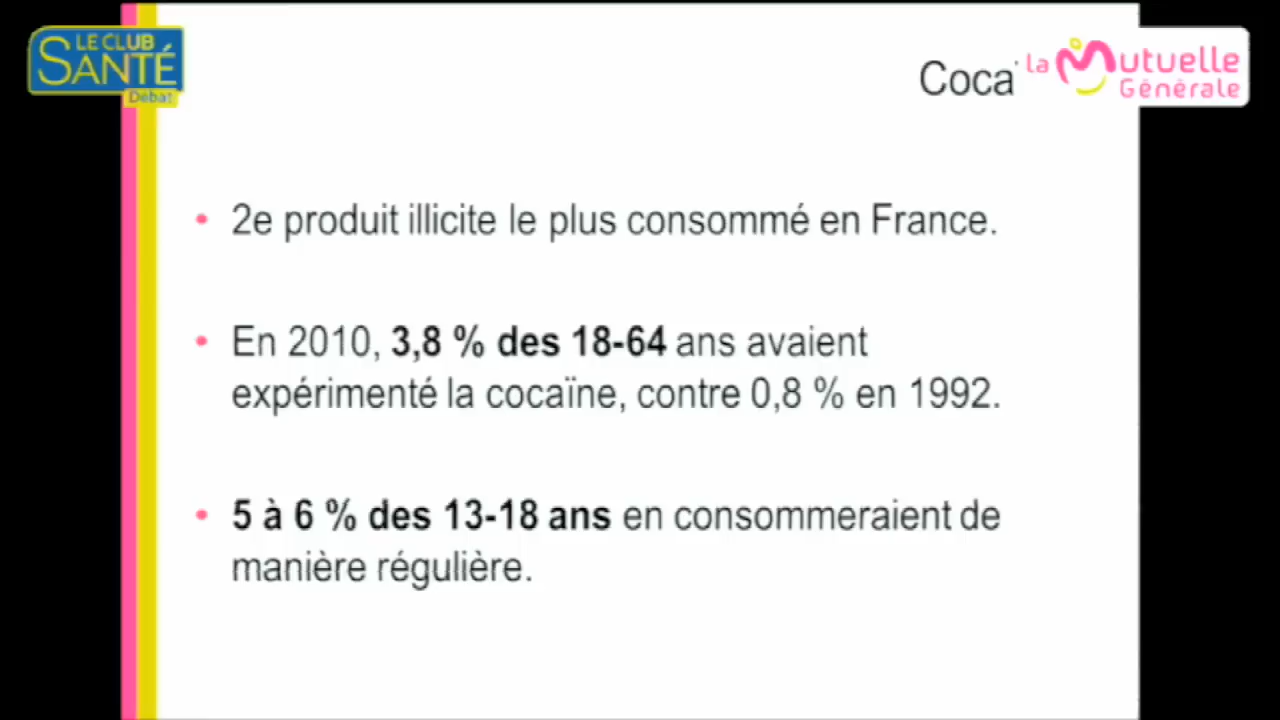 LE CLUB
SANTÉ
Débat
Coca
La Mutuelle
Générale
• 2e produit illicite le plus consommé en France.
• En 2010, 3,8 % des 18-64 ans avaient
expérimenté la cocaïne, contre 0,8 % en 1992.
• 5 à 6 % des 13-18 ans en consommeraient de
manière régulière.